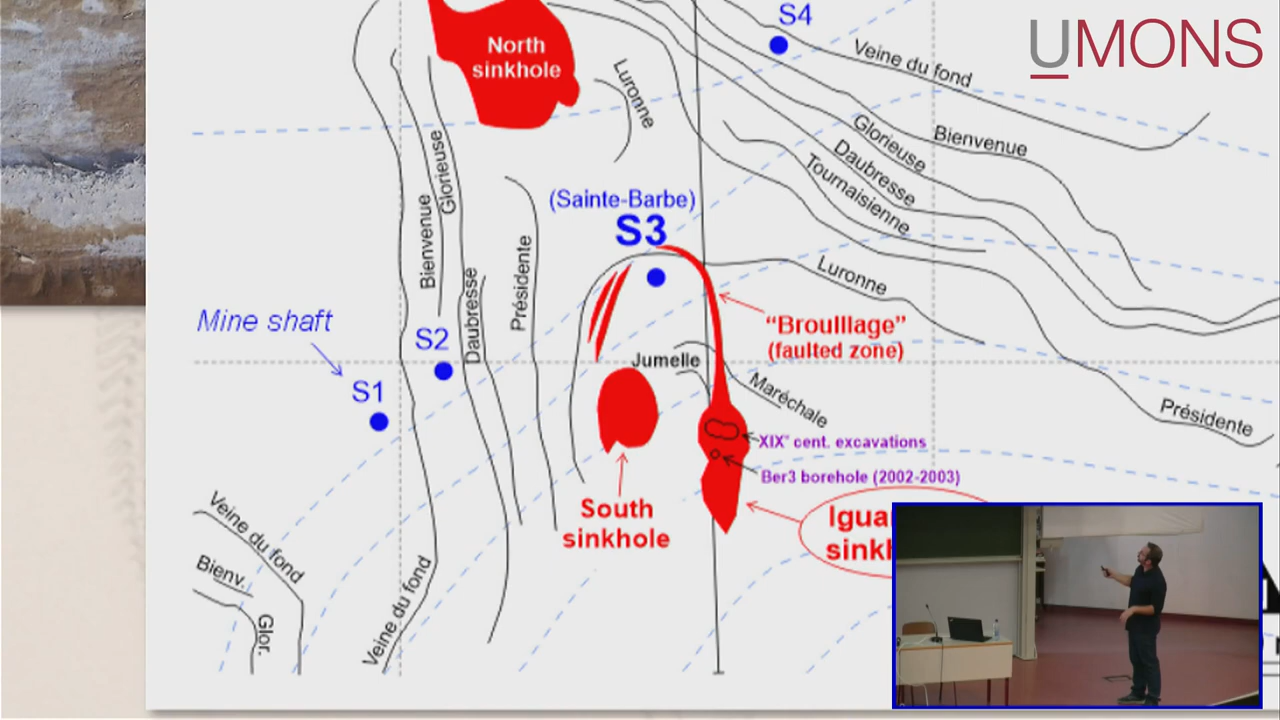 S4
UMONS
North
sinkhole
Luronne
Veine du fond
Glorieuse
Bienvenue
Glorieuse
Daubresse
Tournaisienne
(Sainte-Barbe)
S3
Bienvenue
Présidente
Daubresse
Luronne
Mine shaft
S2
S1
"Broulllage"
(faulted zone)
Jumelle
Maréchale
Présidente
XIXᵉ cent. excavations
Ber3 borehole (2002-2003)
South
sinkhole
Veine du fond
Bienv.
Glor.
Veine du fond